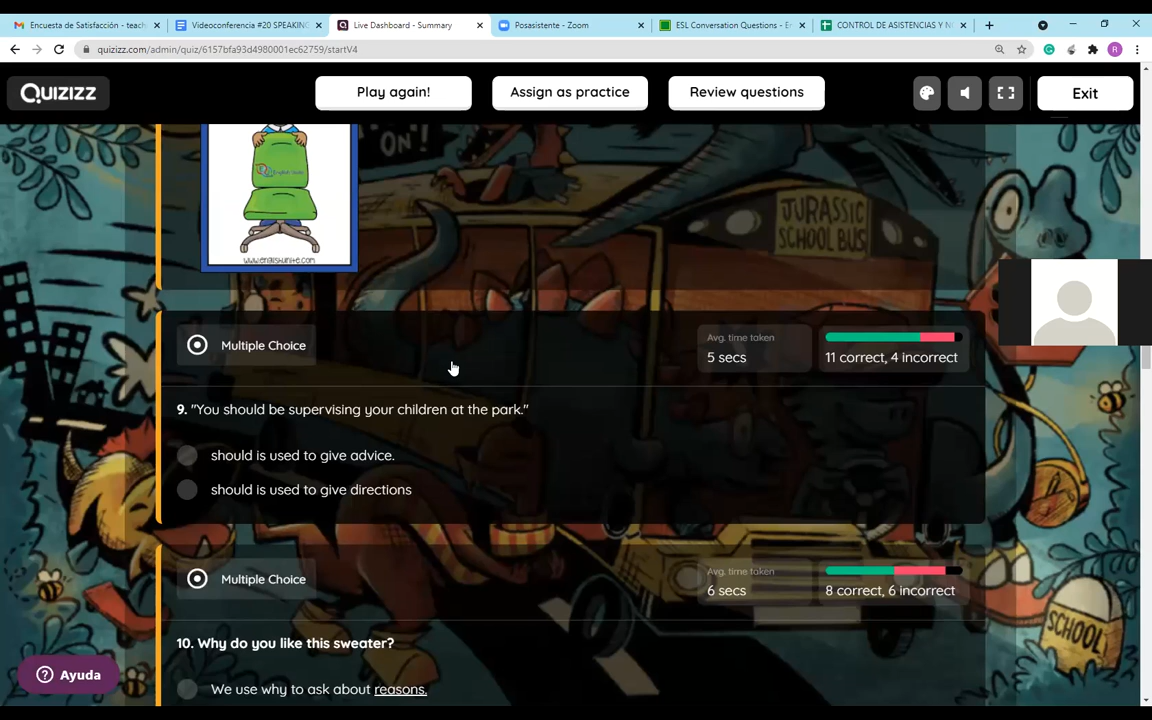 Encuesta de Satisfacción - teach
Videoconferencia #20 SPEAKING
Live Dashboard - Summary
Posasistente - Zoom
ESL Conversation Questions - E
CONTROL DE ASISTENCIAS Y N
quizizz.com/admin/quiz/6157bfa93d4980001ec62759/startV4
R
Quizizz
Play again!
Assign as practice
Review questions
Exit
ON!
JURASSIC
SCHOOL BUS
www.englishunite.com
Multiple Choice
Avg. time taken
5 secs
11 correct, 4 incorrect
9. "You should be supervising your children at the park."
should is used to give advice.
should is used to give directions
Multiple Choice
Avg. time taken
6 secs
8 correct, 6 incorrect
10. Why do you like this sweater?
SCHOOL
Ayuda
We use why to ask about reasons.